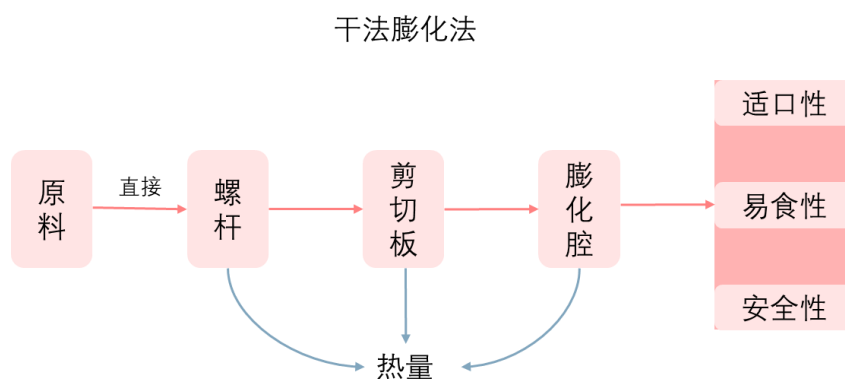 干法膨化法
原料
直接
螺杆
剪切板
膨化腔
适口性
易食性
安全性
热量